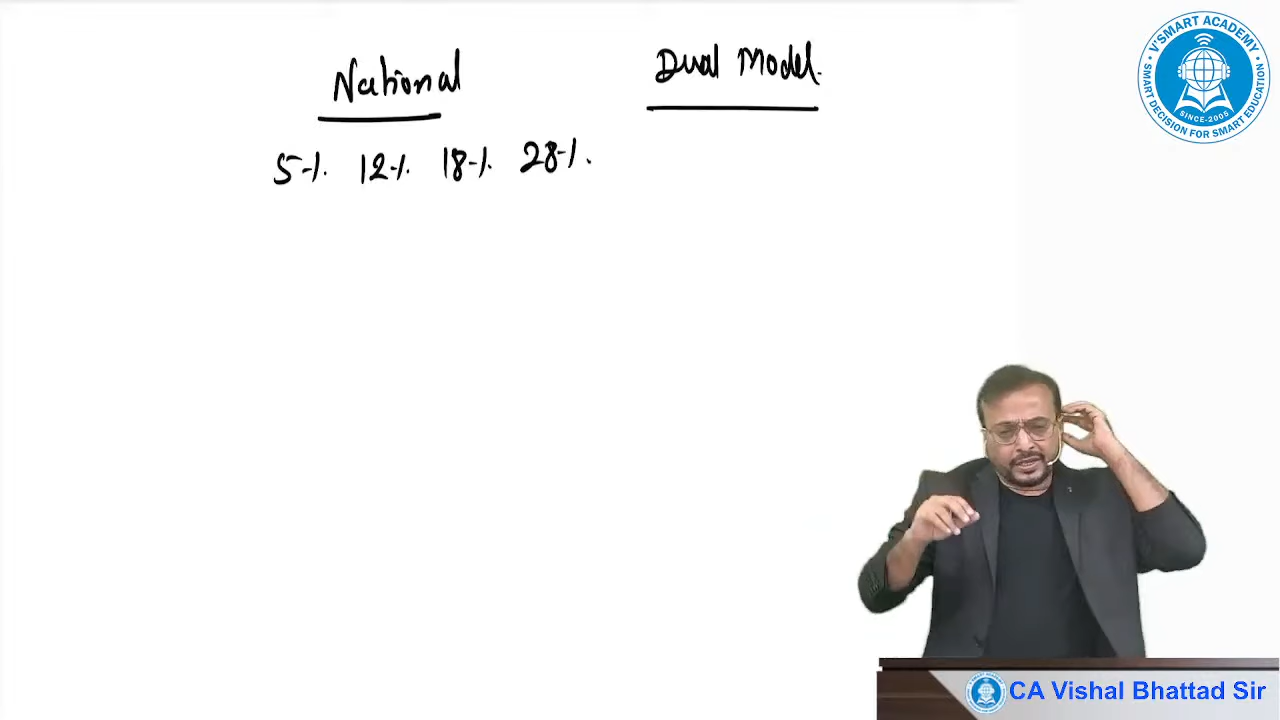 National
Dual Model.
5%. 12%. 18%. 28%.
V'SMART ACADEMY
SMART DECISION FOR SMART EDUCATION
SINCE-2005
CA Vishal Bhattad Sir